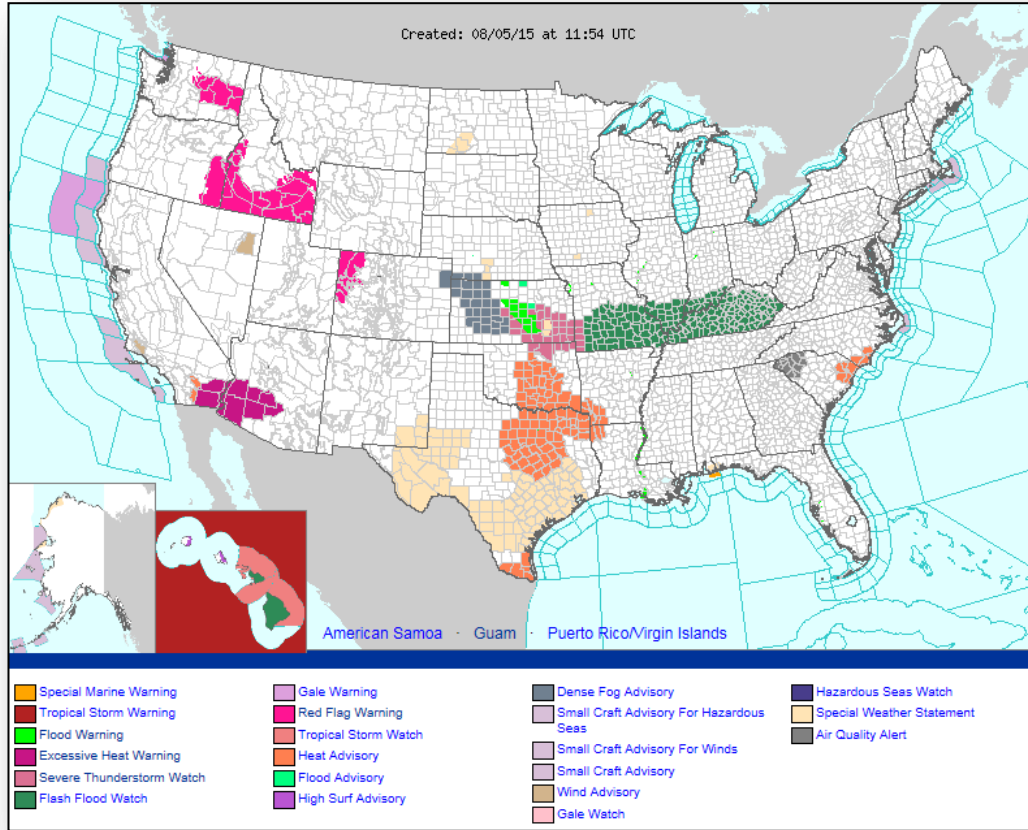 Created: 08/05/15 at 11:54 UTC
American Samoa · Guam · Puerto Rico/Virgin Islands
Special Marine Warning
Tropical Storm Warning
Flood Warning
Excessive Heat Warning
Severe Thunderstorm Watch
Flash Flood Watch
Gale Warning
Red Flag Warning
Tropical Storm Watch
Heat Advisory
Flood Advisory
High Surf Advisory
Dense Fog Advisory
Small Craft Advisory For Hazardous
Seas
Small Craft Advisory For Winds
Small Craft Advisory
Wind Advisory
Gale Watch
Hazardous Seas Watch
Special Weather Statement
Air Quality Alert